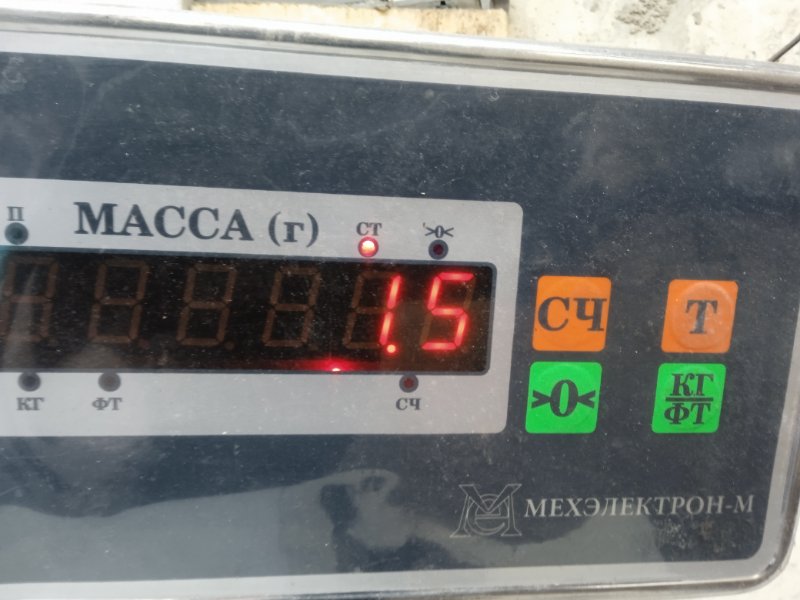 П
МАССА (г)
СТ
>0<
1.5
КГ
ФТ
СЧ
СЧ
Т
>0<
КГ
ФТ
МЕХЭЛЕКТРОН-М